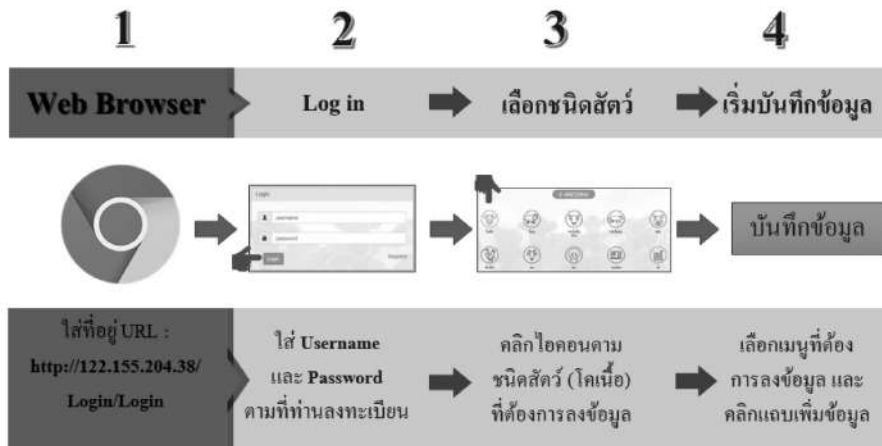 1
2
3
4
Web Browser
Log in
เลือกชนิดสัตว์
เริ่มบันทึกข้อมูล
Login
username
password
Login
Register
บันทึกข้อมูล
ใส่ที่อยู่ URL :
http://122.155.204.38/
Login/Login
ใส่ Username
และ Password
ตามที่ท่านลงทะเบียน
คลิกไอคอนตาม
ชนิดสัตว์ (โคเนื้อ)
ที่ต้องการลงข้อมูล
เลือกเมนูที่ต้อง
การลงข้อมูล และ
คลิกแถบเพิ่มข้อมูล